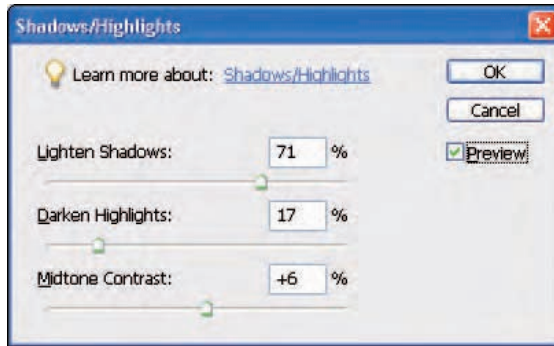 Shadows/Highlights
Learn more about: Shadows/Highlights
OK
Cancel
Preview
Lighten Shadows: 71 %
Darken Highlights: 17 %
Midtone Contrast: +6 %